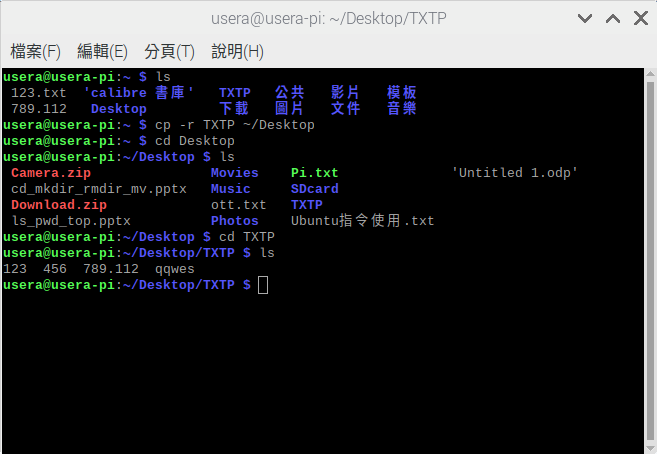 usera@usera-pi: ~/Desktop/TXTP
檔案(F) 編輯(E) 分頁(T) 說明(H)
usera@usera-pi:~ $ ls
123.txt 'calibre 書庫' TXTP 公共 影片 模板
789.112 Desktop 下載 圖片 文件 音樂
usera@usera-pi:~ $ cp -r TXTP ~/Desktop
usera@usera-pi:~ $ cd Desktop
usera@usera-pi:~/Desktop $ ls
Camera.zip Movies Pi.txt 'Untitled 1.odp'
cd_mkdir_rmdir_mv.pptx Music SDcard
Download.zip ott.txt TXTP
ls_pwd_top.pptx Photos Ubuntu指令使用.txt
usera@usera-pi:~/Desktop $ cd TXTP
usera@usera-pi:~/Desktop/TXTP $ ls
123 456 789.112 qqwes
usera@usera-pi:~/Desktop/TXTP $